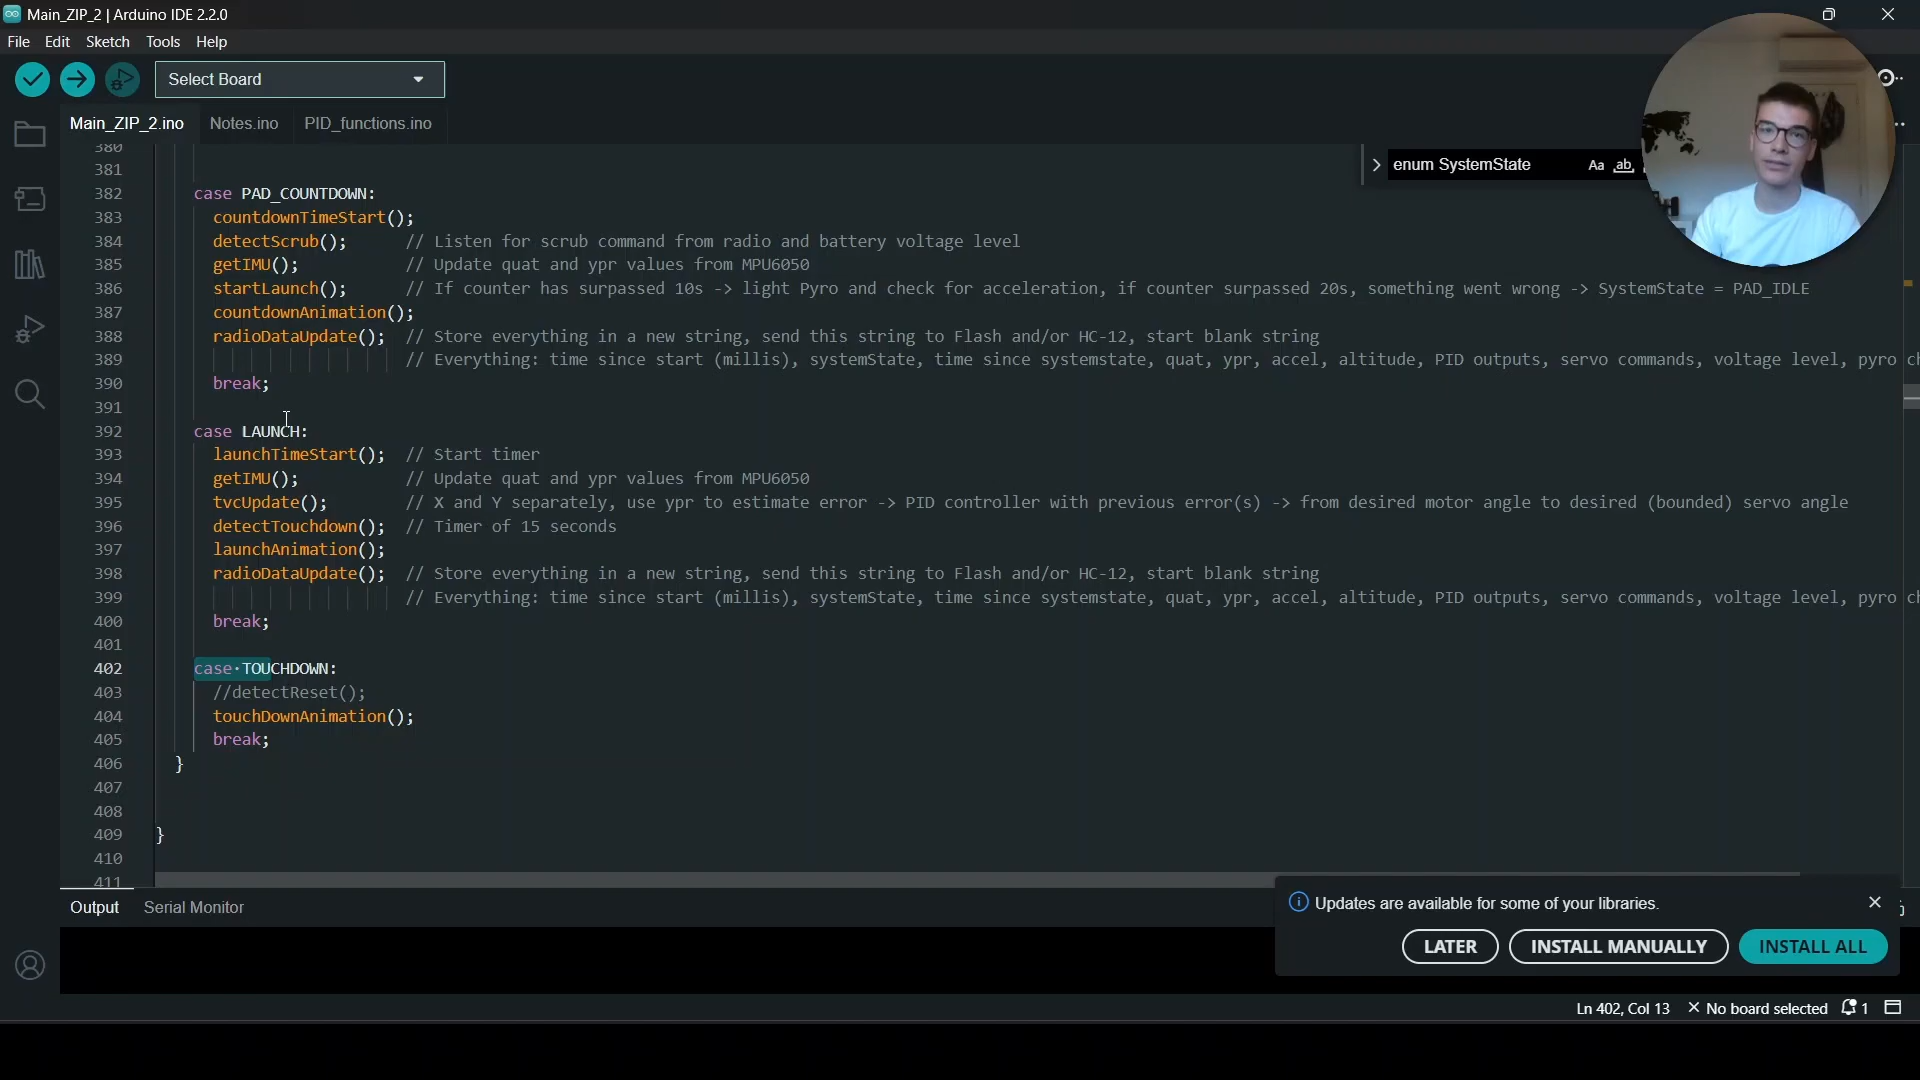 Main_ZIP_2 | Arduino IDE 2.2.0
File Edit Sketch Tools Help
Select Board
Main_ZIP_2.ino Notes.ino PID_functions.ino
enum SystemState Aa ab,
380
381
382 case PAD_COUNTDOWN:
383 countdownTimeStart();
384 detectScrub(); // Listen for scrub command from radio and battery voltage level
385 getIMU(); // Update quat and ypr values from MPU6050
386 startLaunch(); // If counter has surpassed 10s -> light Pyro and check for acceleration, if counter surpassed 20s, something went wrong -> SystemState = PAD_IDLE
387 countdownAnimation();
388 radioDataUpdate(); // Store everything in a new string, send this string to Flash and/or HC-12, start blank string
389 // Everything: time since start (millis), systemState, time since systemstate, quat, ypr, accel, altitude, PID outputs, servo commands, voltage level, pyro ch
390 break;
391
392 case LAUNCH:
393 launchTimeStart(); // Start timer
394 getIMU(); // Update quat and ypr values from MPU6050
395 tvcUpdate(); // X and Y separately, use ypr to estimate error -> PID controller with previous error(s) -> from desired motor angle to desired (bounded) servo angle
396 detectTouchdown(); // Timer of 15 seconds
397 launchAnimation();
398 radioDataUpdate(); // Store everything in a new string, send this string to Flash and/or HC-12, start blank string
399 // Everything: time since start (millis), systemState, time since systemstate, quat, ypr, accel, altitude, PID outputs, servo commands, voltage level, pyro ch
400 break;
401
402 case·TOUCHDOWN:
403 //detectReset();
404 touchDownAnimation();
405 break;
406 }
407
408
409 }
410
411
Output Serial Monitor
Updates are available for some of your libraries.
LATER INSTALL MANUALLY INSTALL ALL
Ln 402, Col 13 No board selected 1